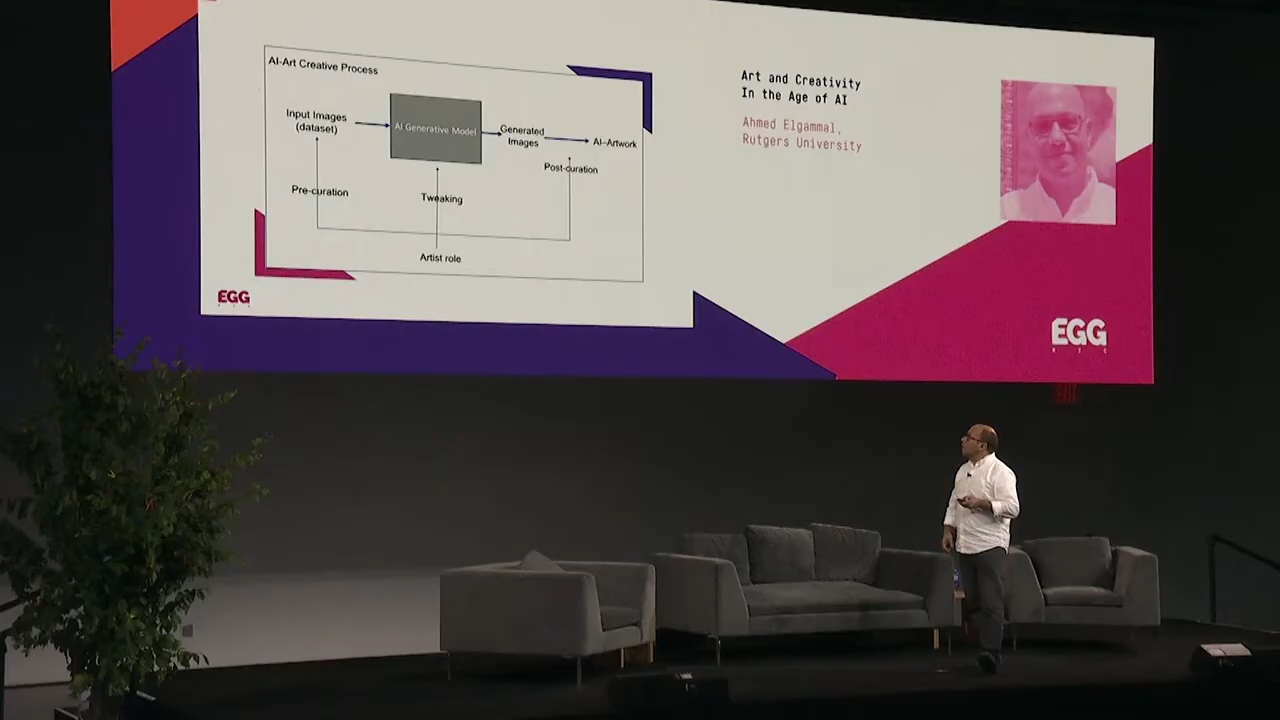 AI-Art Creative Process
Input Images
(dataset)
AI Generative Model
Generated
Images
AI-Artwork
Post-curation
Pre-curation
Tweaking
Artist role
EGG
Art and Creativity
In the Age of AI
Ahmed Elgammal,
Rutgers University
EGG